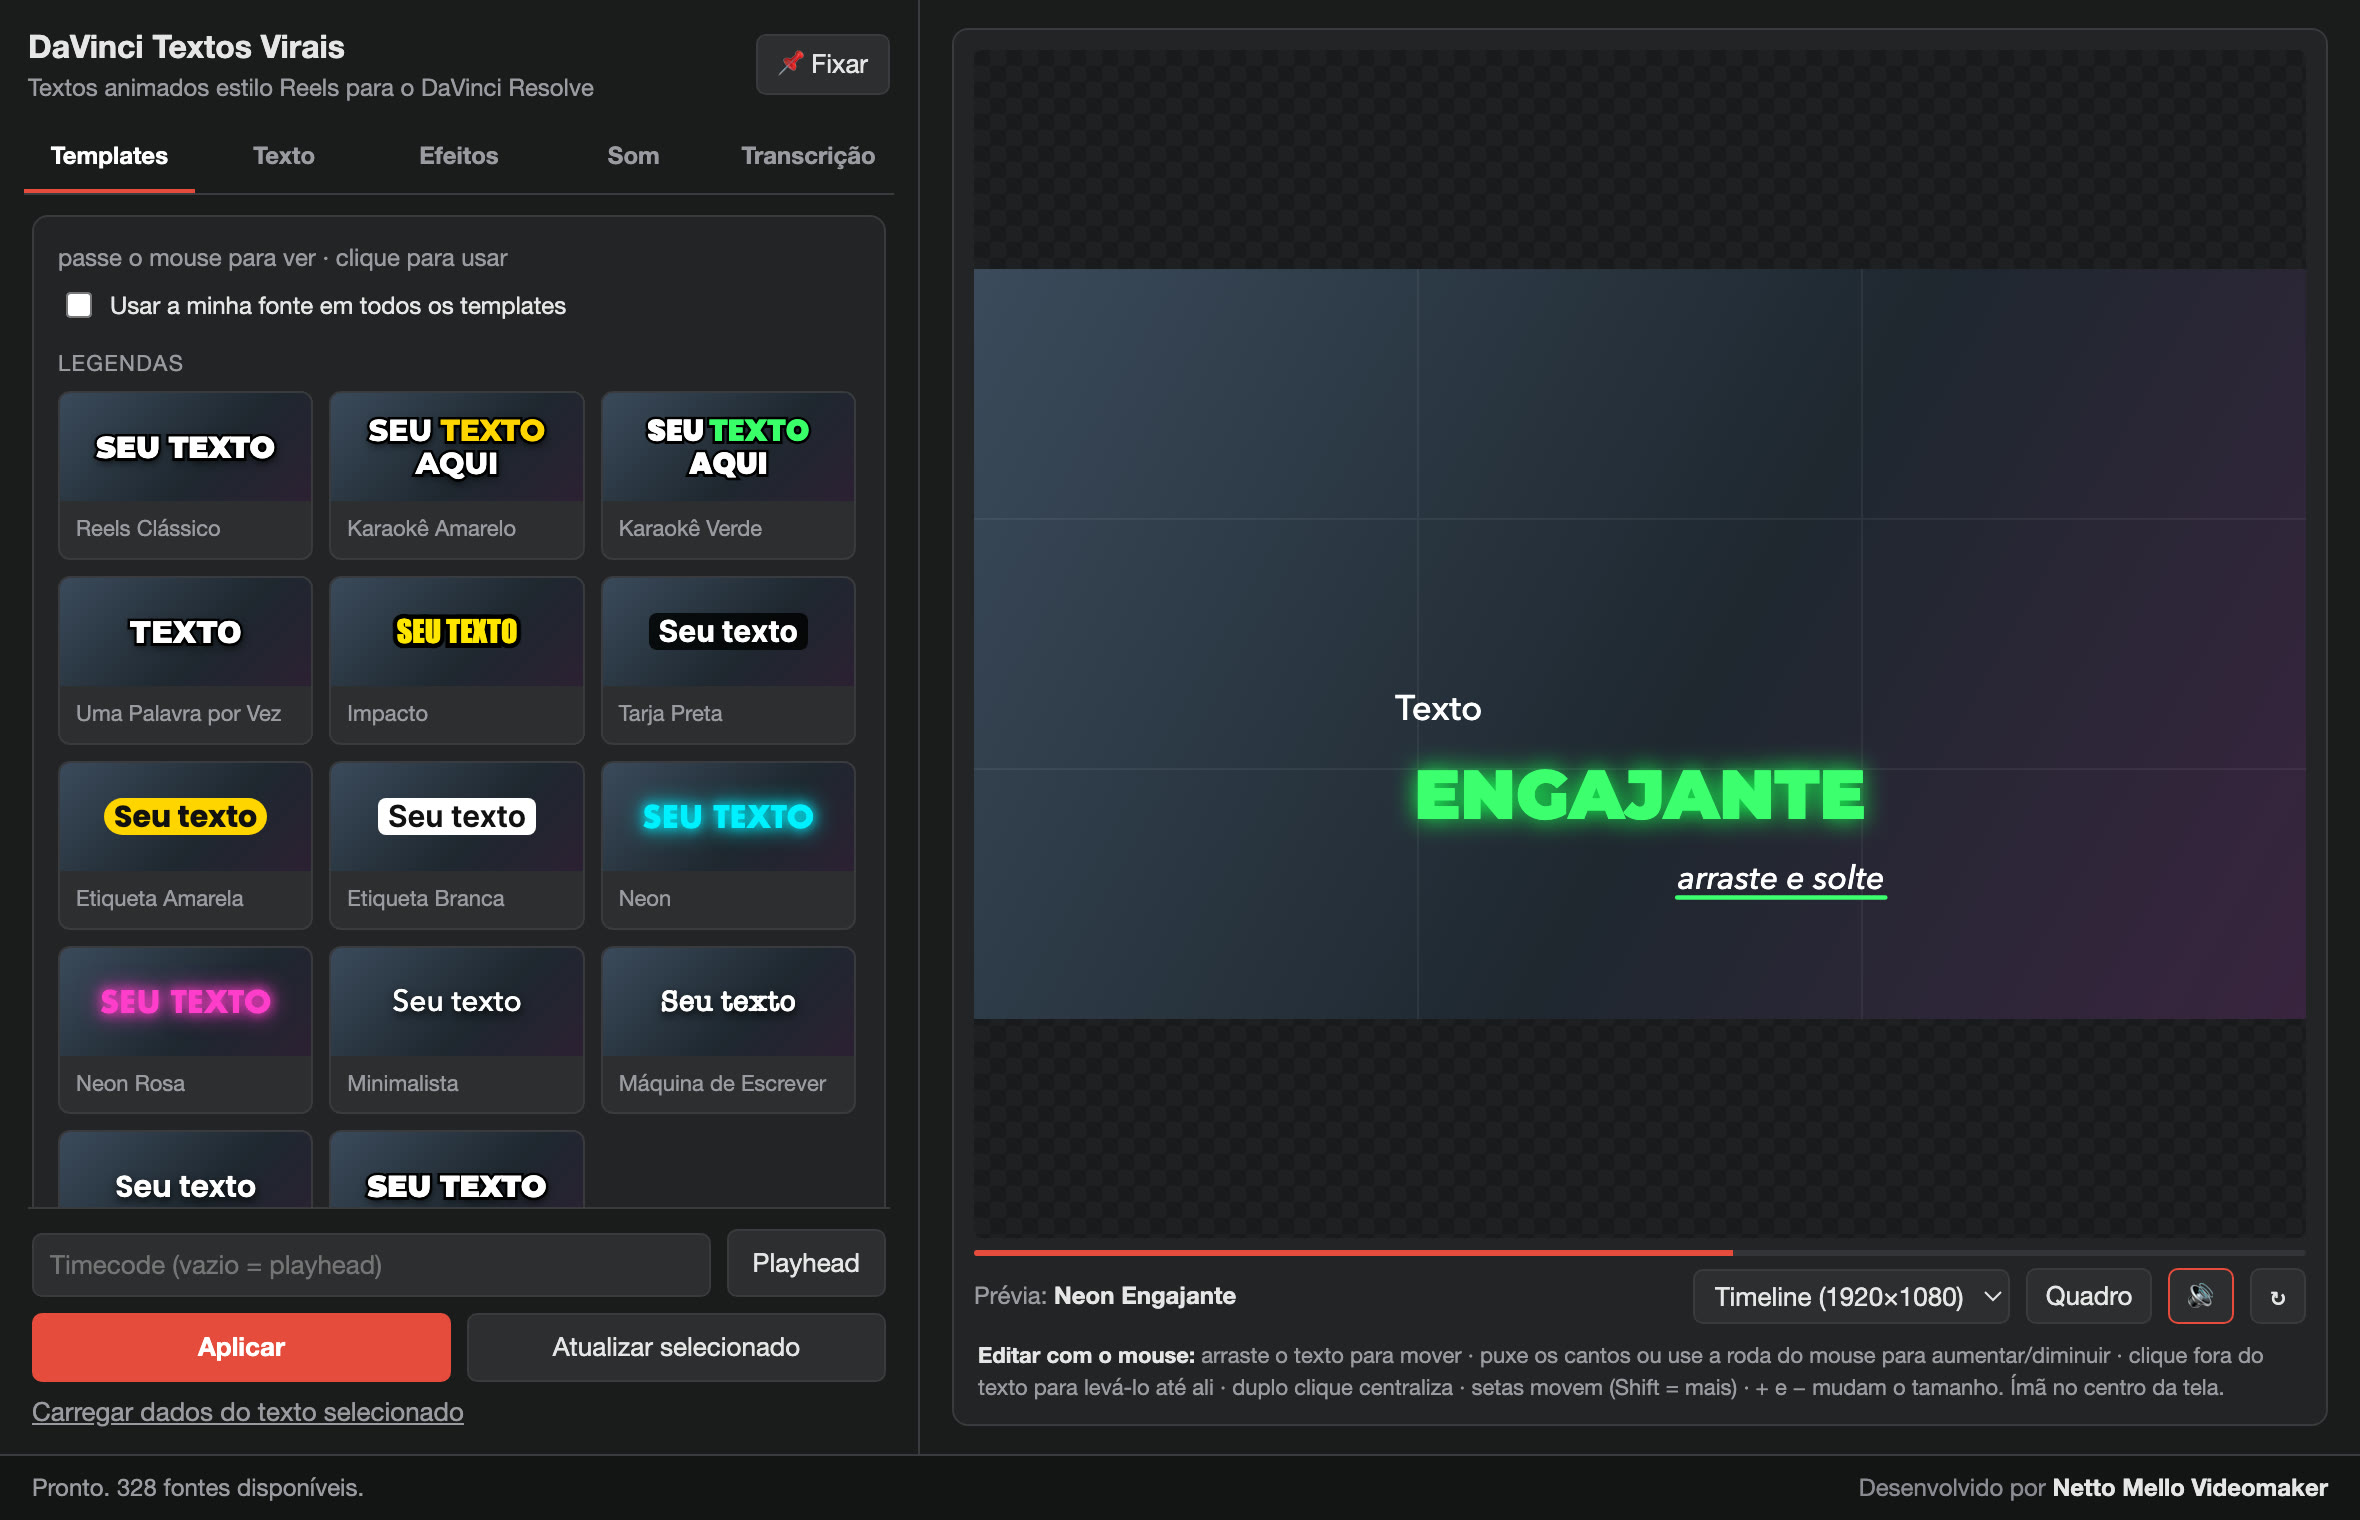 DaVinci Textos Virais
Textos animados estilo Reels para o DaVinci Resolve
📌 Fixar
Templates
Texto
Efeitos
Som
Transcrição
passe o mouse para ver · clique para usar
Usar a minha fonte em todos os templates
LEGENDAS
SEU TEXTO
Reels Clássico
SEU TEXTO
AQUI
Karaokê Amarelo
SEU TEXTO
AQUI
Karaokê Verde
TEXTO
Uma Palavra por Vez
SEU TEXTO
Impacto
Seu texto
Tarja Preta
Seu texto
Etiqueta Amarela
Seu texto
Etiqueta Branca
SEU TEXTO
Neon
SEU TEXTO
Neon Rosa
Seu texto
Minimalista
Seu texto
Máquina de Escrever
Seu texto
SEU TEXTO
Timecode (vazio = playhead)
Playhead
Aplicar
Atualizar selecionado
Carregar dados do texto selecionado
Texto
ENGAJANTE
arraste e solte
Prévia: Neon Engajante
Timeline (1920×1080)
Quadro
Editar com o mouse: arraste o texto para mover · puxe os cantos ou use a roda do mouse para aumentar/diminuir · clique fora do
texto para levá-lo até ali · duplo clique centraliza · setas movem (Shift = mais) · + e – mudam o tamanho. Ímã no centro da tela.
Pronto. 328 fontes disponíveis.
Desenvolvido por Netto Mello Videomaker